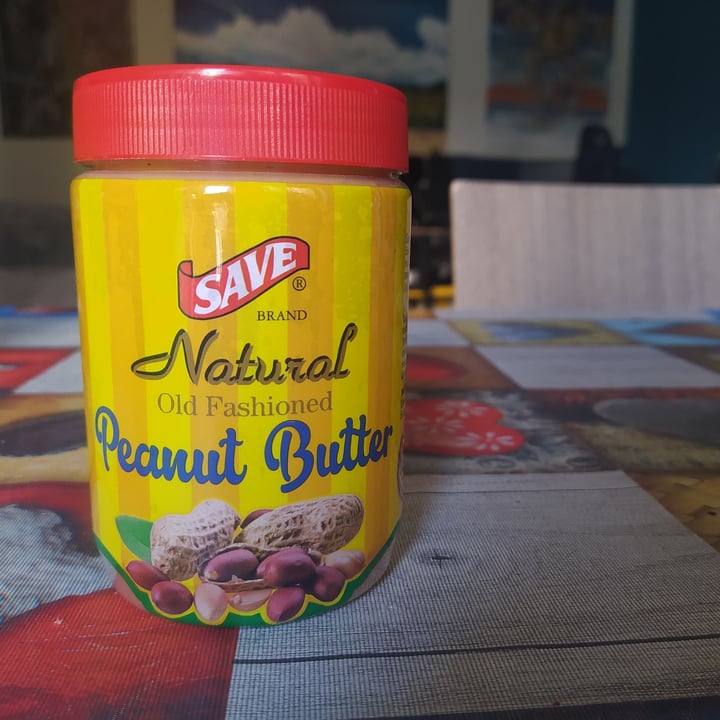 SAVE ®
BRAND
Natural
Old Fashioned
Peanut Butter